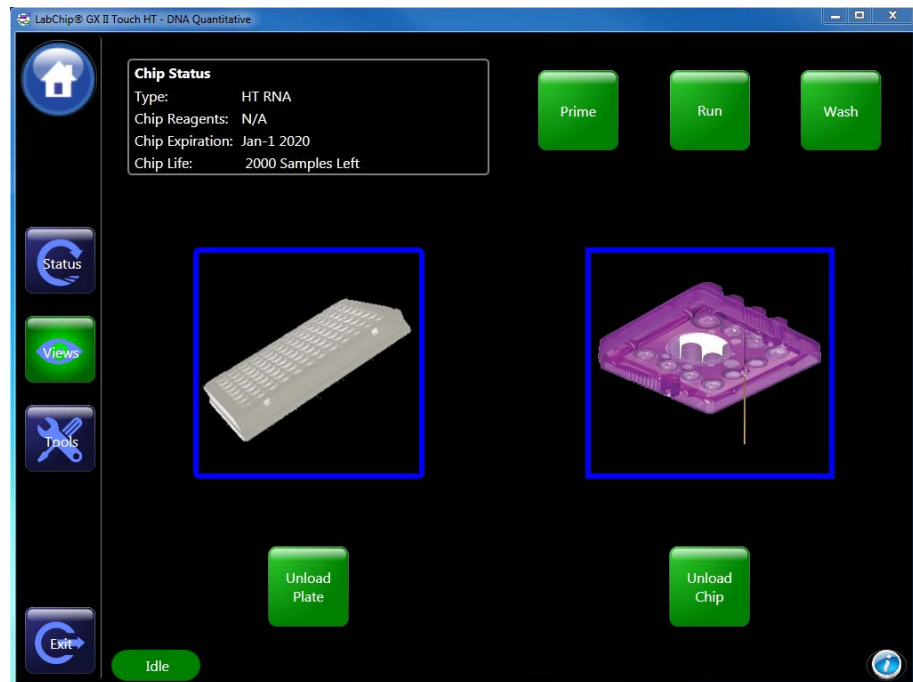 LabChip® GX II Touch HT - DNA Quantitative
Chip Status
Type: HT RNA
Chip Reagents: N/A
Chip Expiration: Jan-1 2020
Chip Life: 2000 Samples Left
Prime
Run
Wash
Status
Views
Tools
Unload
Plate
Unload
Chip
Exit
Idle